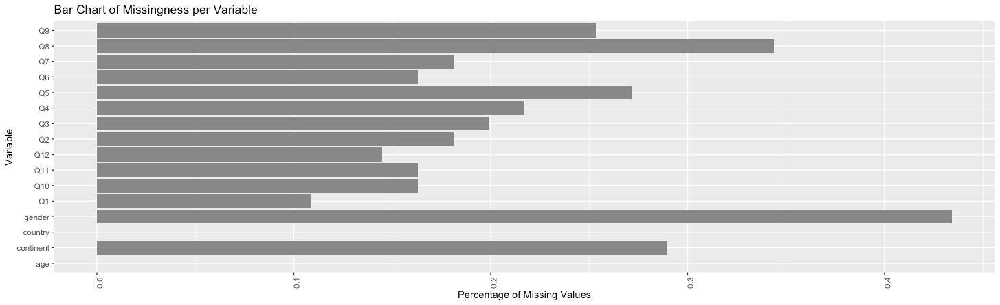 Bar Chart of Missingness per Variable
Variable
Q9
Q8
Q7
Q6
Q5
Q4
Q3
Q2
Q12
Q11
Q10
Q1
gender
country
continent
age
0.0
0.1
0.2
0.3
0.4
Percentage of Missing Values